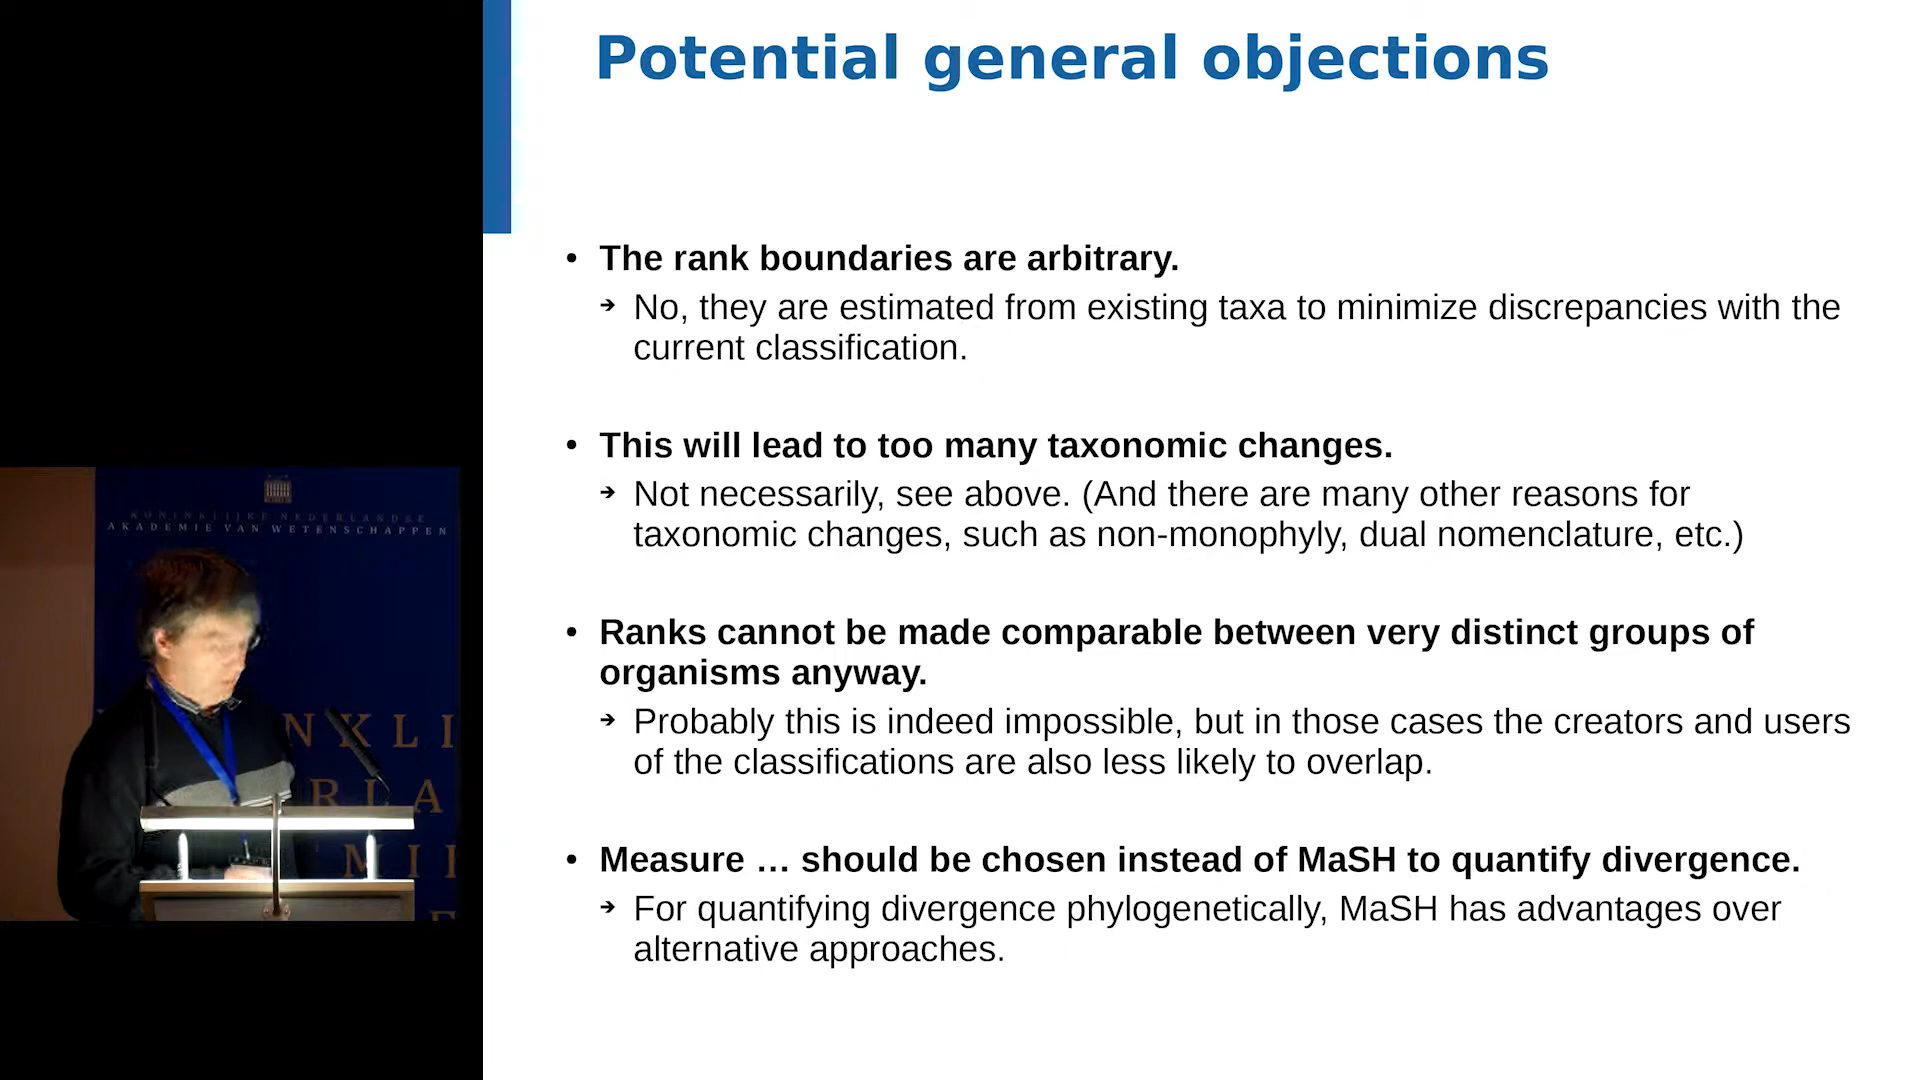 Potential general objections
• The rank boundaries are arbitrary.
➔ No, they are estimated from existing taxa to minimize discrepancies with the
current classification.
• This will lead to too many taxonomic changes.
➔ Not necessarily, see above. (And there are many other reasons for
taxonomic changes, such as non-monophyly, dual nomenclature, etc.)
• Ranks cannot be made comparable between very distinct groups of
organisms anyway.
➔ Probably this is indeed impossible, but in those cases the creators and users
of the classifications are also less likely to overlap.
• Measure … should be chosen instead of MaSH to quantify divergence.
➔ For quantifying divergence phylogenetically, MaSH has advantages over
alternative approaches.
KONINKLIJKE NEDERLANDSE
AKADEMIE VAN WETENSCHAPPEN
NKLI
RLA
MI